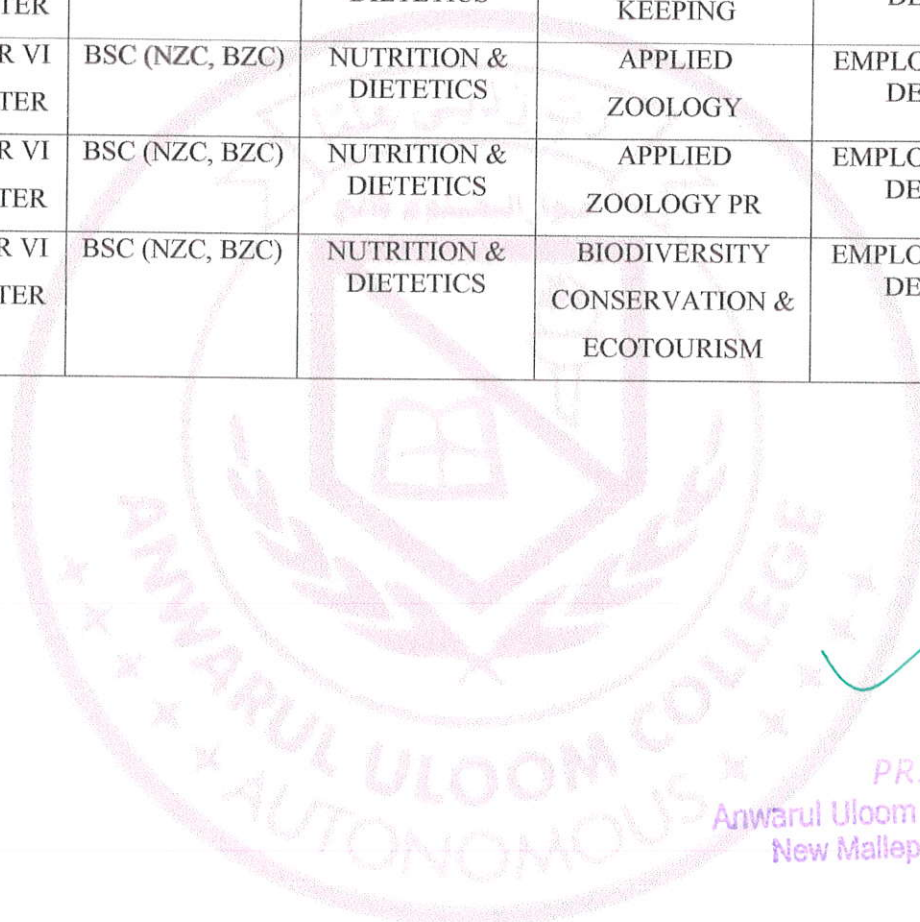 TER DIETETICS KEEPING DE
R VI BSC (NZC, BZC) NUTRITION & APPLIED EMPLO
TER DIETETICS ZOOLOGY DE
R VI BSC (NZC, BZC) NUTRITION & APPLIED EMPLO
TER DIETETICS ZOOLOGY PR DE
R VI BSC (NZC, BZC) NUTRITION & BIODIVERSITY EMPLO
TER DIETETICS CONSERVATION & DE
ECOTOURISM
ANWARUL ULOOM COLLEGE
AUTONOMOUS
PR
Anwarul Uloom
New Mallep